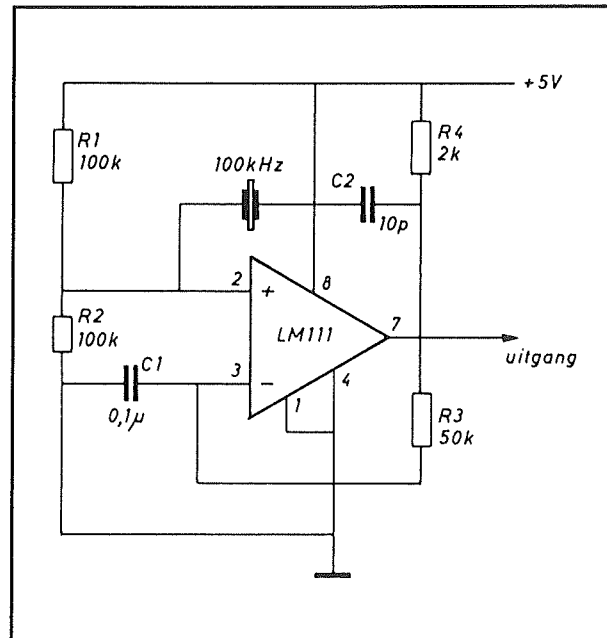 +5V
R1
100k
R4
2k
100kHz
C2
10p
2
+
8
R2
100k
LM111
7
uitgang
3
−
C1
0,1µ
1
4
R3
50k